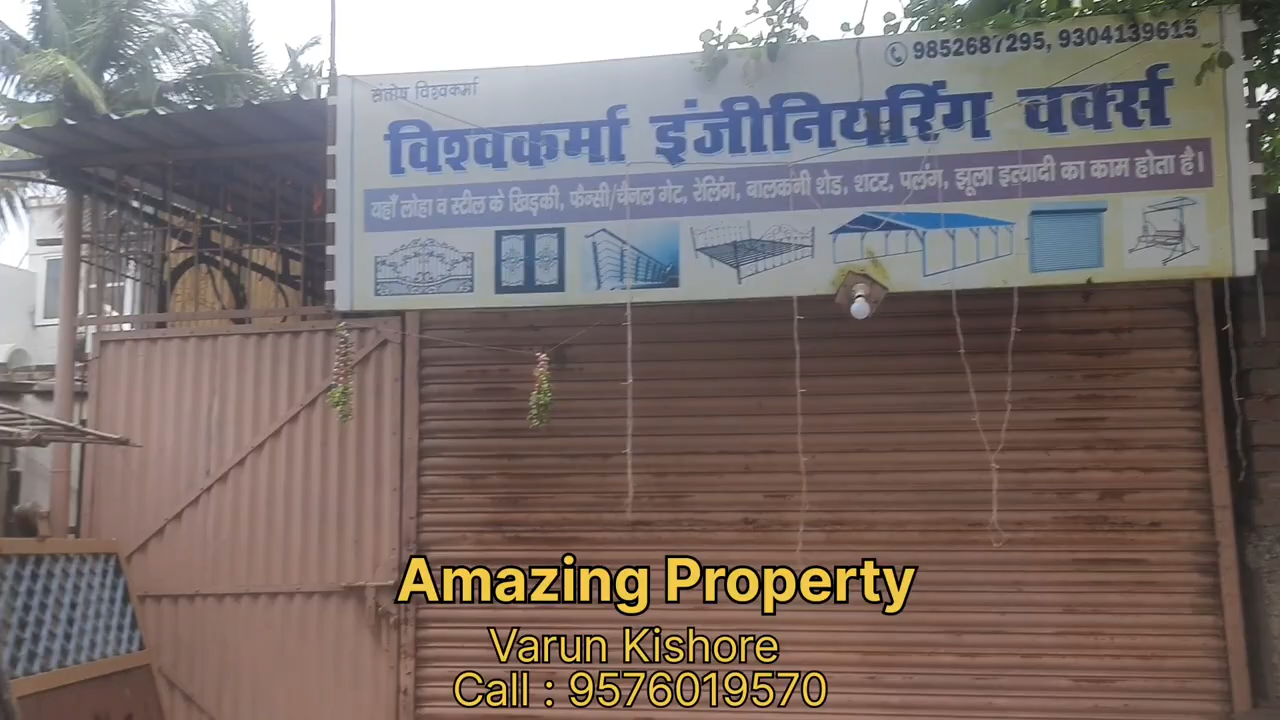 9852687295, 9304139615
संतोष विश्वकर्मा
विश्वकर्मा इंजीनियरिंग वर्क्स
यहाँ लोहा व स्टील के खिड़की, फैन्सी/चैनल गेट, रेलिंग, बालकनी शेड, शटर, पलंग, झूला इत्यादी का काम होता है।
Amazing Property
Varun Kishore
Call : 9576019570